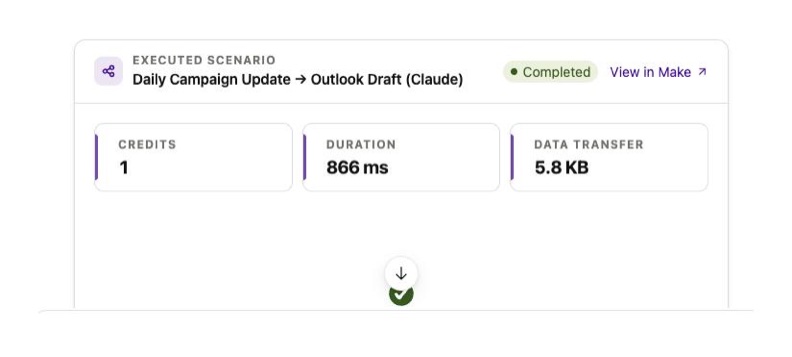 EXECUTED SCENARIO
Daily Campaign Update → Outlook Draft (Claude)
Completed
View in Make ↗
CREDITS
1
DURATION
866 ms
DATA TRANSFER
5.8 KB